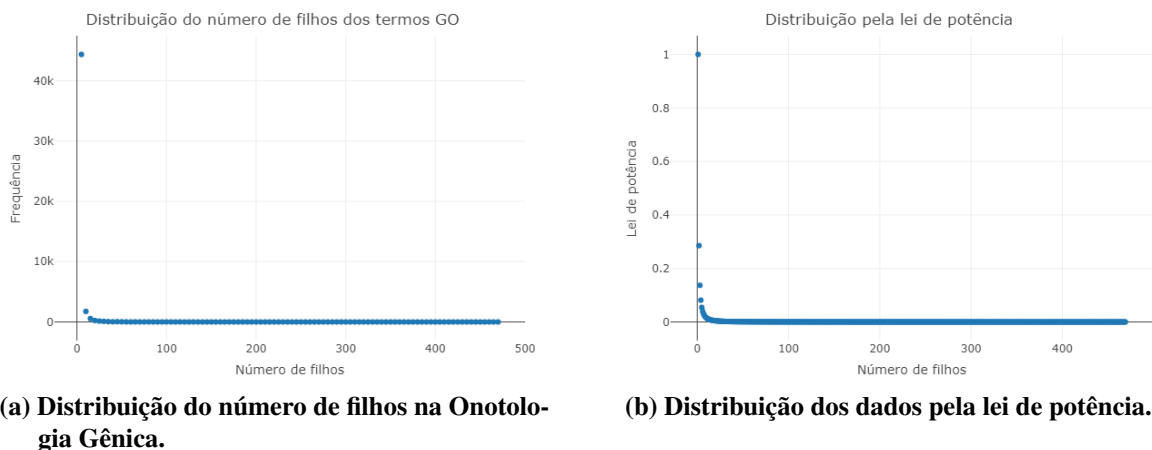 Distribuição do número de filhos dos termos GO
40k
30k
20k
10k
0
Frequência
0 100 200 300 400 500
Número de filhos
(a) Distribuição do número de filhos na Onotolo-
gia Gênica.
Distribuição pela lei de potência
1
0.8
0.6
0.4
0.2
0
Lei de potência
0 100 200 300 400
Número de filhos
(b) Distribuição dos dados pela lei de potência.